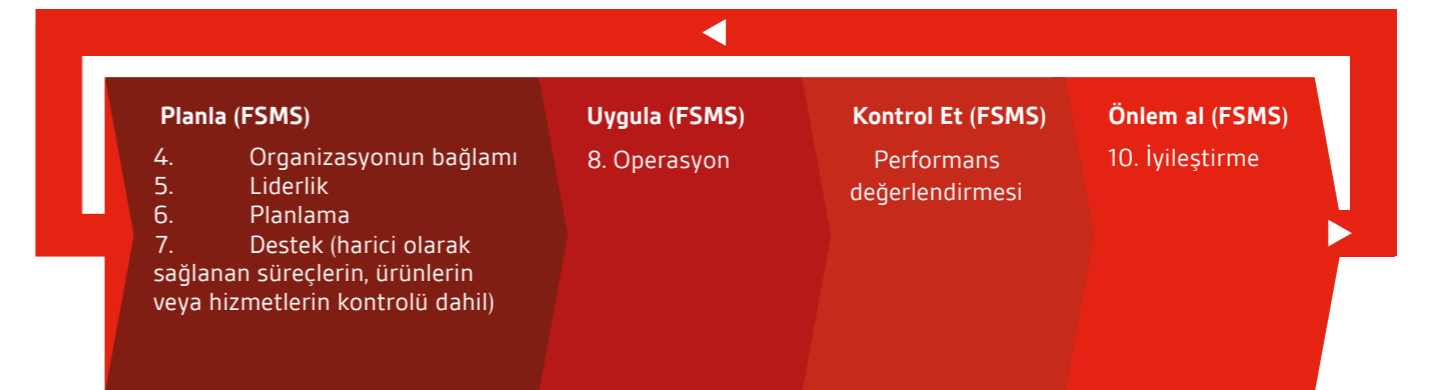 Planla (FSMS)
4. Organizasyonun bağlamı
5. Liderlik
6. Planlama
7. Destek (harici olarak
sağlanan süreçlerin, ürünlerin
veya hizmetlerin kontrolü dahil)
Uygula (FSMS)
8. Operasyon
Kontrol Et (FSMS)
Performans
değerlendirmesi
Önlem al (FSMS)
10. İyileştirme